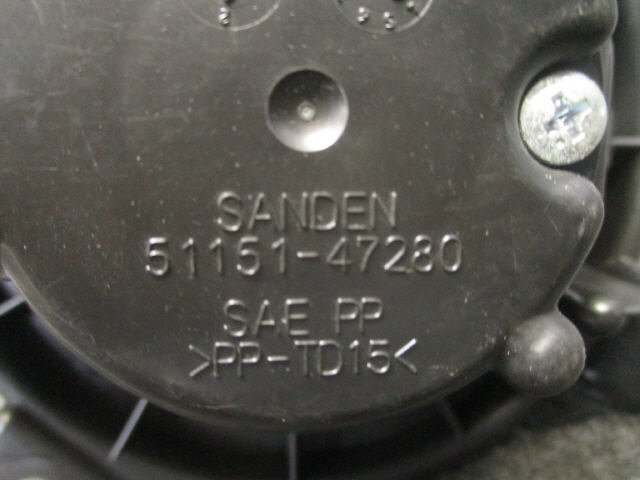 SANDEN
51151-47280
SAE PP
>PP-TD15<